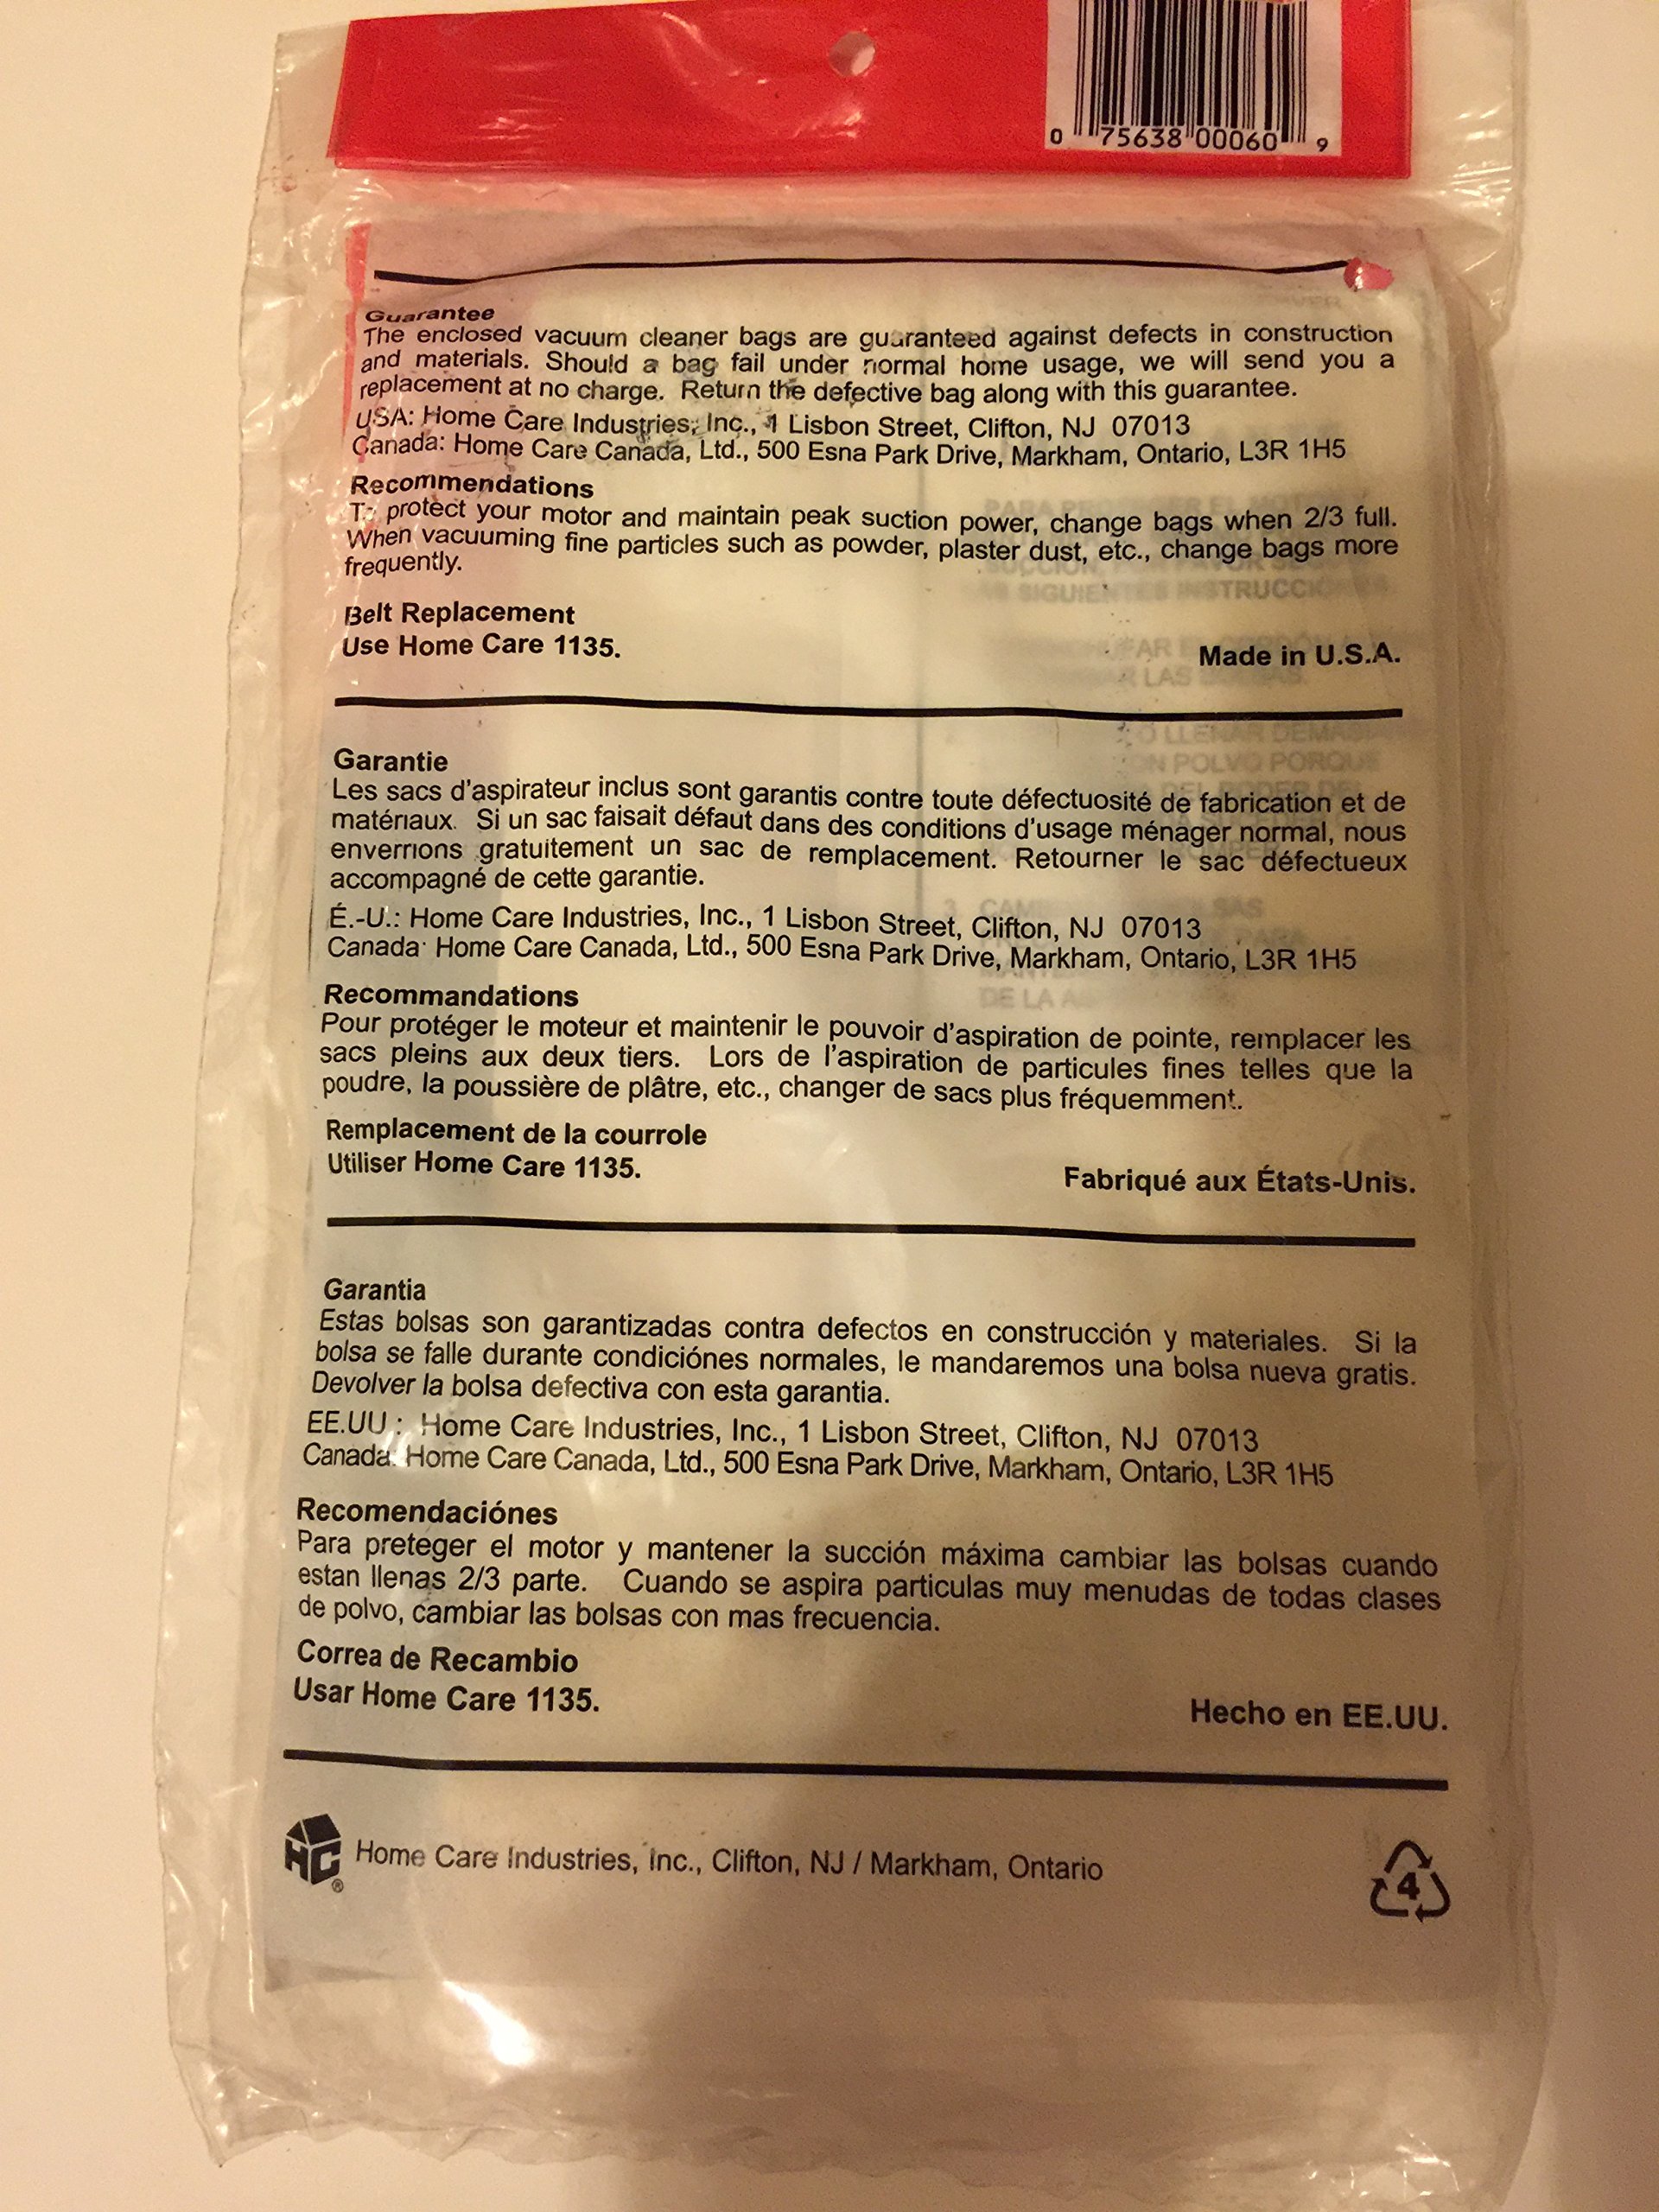 0 75638 00060 9
Guarantee
The enclosed vacuum cleaner bags are guaranteed against defects in construction
and materials. Should a bag fail under normal home usage, we will send you a
replacement at no charge. Return the defective bag along with this guarantee.
USA: Home Care Industries, Inc., 1 Lisbon Street, Clifton, NJ 07013
Canada: Home Care Canada, Ltd., 500 Esna Park Drive, Markham, Ontario, L3R 1H5
Recommendations
To protect your motor and maintain peak suction power, change bags when 2/3 full.
When vacuuming fine particles such as powder, plaster dust, etc., change bags more
frequently.
Belt Replacement
Use Home Care 1135.
Made in U.S.A.
Garantie
Les sacs d'aspirateur inclus sont garantis contre toute défectuosité de fabrication et de
matériaux. Si un sac faisait défaut dans des conditions d'usage ménager normal, nous
enverrions gratuitement un sac de remplacement. Retourner le sac défectueux
accompagné de cette garantie.
É.-U.: Home Care Industries, Inc., 1 Lisbon Street, Clifton, NJ 07013
Canada: Home Care Canada, Ltd., 500 Esna Park Drive, Markham, Ontario, L3R 1H5
Recommandations
Pour protéger le moteur et maintenir le pouvoir d'aspiration de pointe, remplacer les
sacs pleins aux deux tiers. Lors de l'aspiration de particules fines telles que la
poudre, la poussière de plâtre, etc., changer de sacs plus fréquemment.
Remplacement de la courrole
Utiliser Home Care 1135.
Fabriqué aux États-Unis.
Garantia
Estas bolsas son garantizadas contra defectos en construcción y materiales. Si la
bolsa se falle durante condiciónes normales, le mandaremos una bolsa nueva gratis.
Devolver la bolsa defectiva con esta garantia.
EE.UU: Home Care Industries, Inc., 1 Lisbon Street, Clifton, NJ 07013
Canada: Home Care Canada, Ltd., 500 Esna Park Drive, Markham, Ontario, L3R 1H5
Recomendaciónes
Para preteger el motor y mantener la succión máxima cambiar las bolsas cuando
estan llenas 2/3 parte. Cuando se aspira particulas muy menudas de todas clases
de polvo, cambiar las bolsas con mas frecuencia.
Correa de Recambio
Usar Home Care 1135.
Hecho en EE.UU.
HC® Home Care Industries, Inc., Clifton, NJ / Markham, Ontario
4